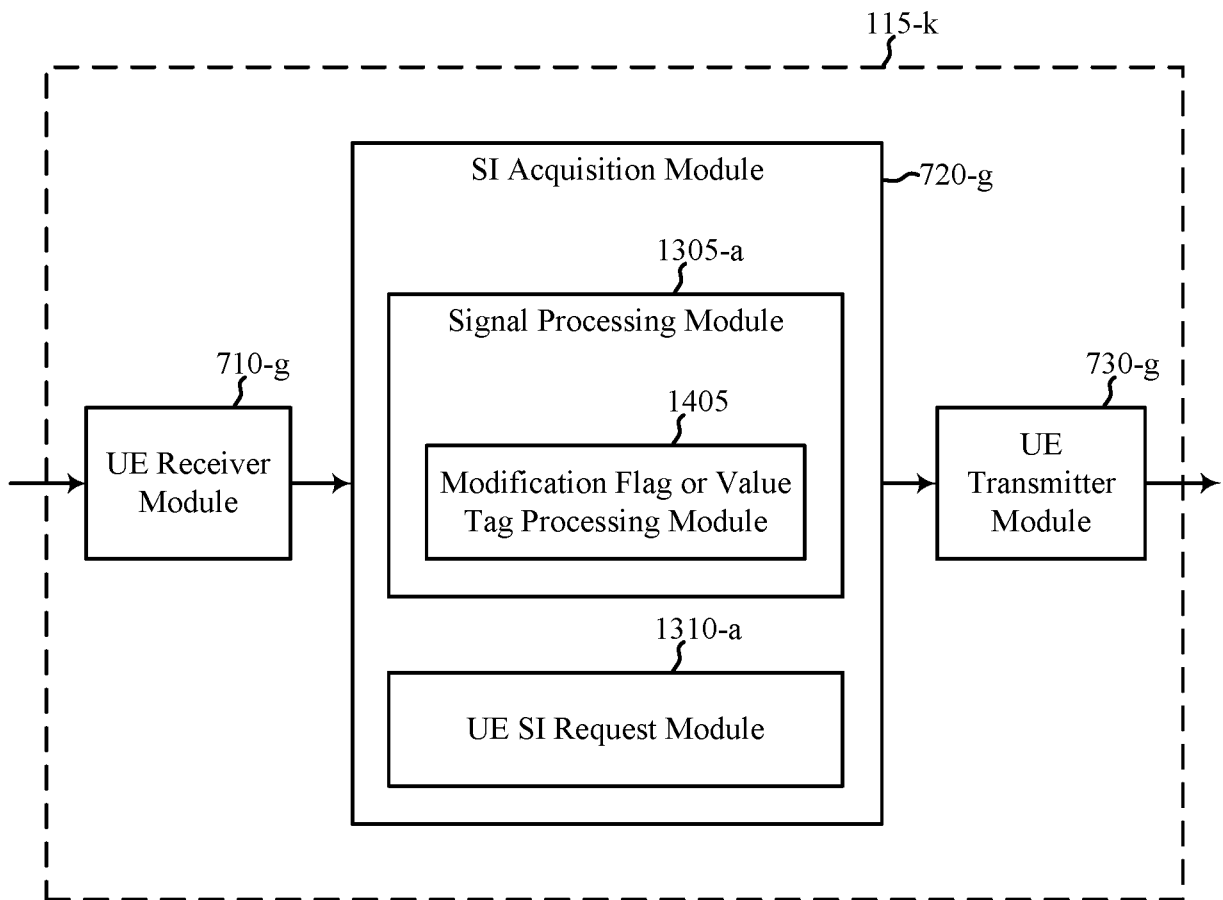 115-k
SI Acquisition Module
720-g
1305-a
Signal Processing Module
710-g
730-g
1405
UE Receiver
Module
Modification Flag or Value
Tag Processing Module
UE
Transmitter
Module
1310-a
UE SI Request Module